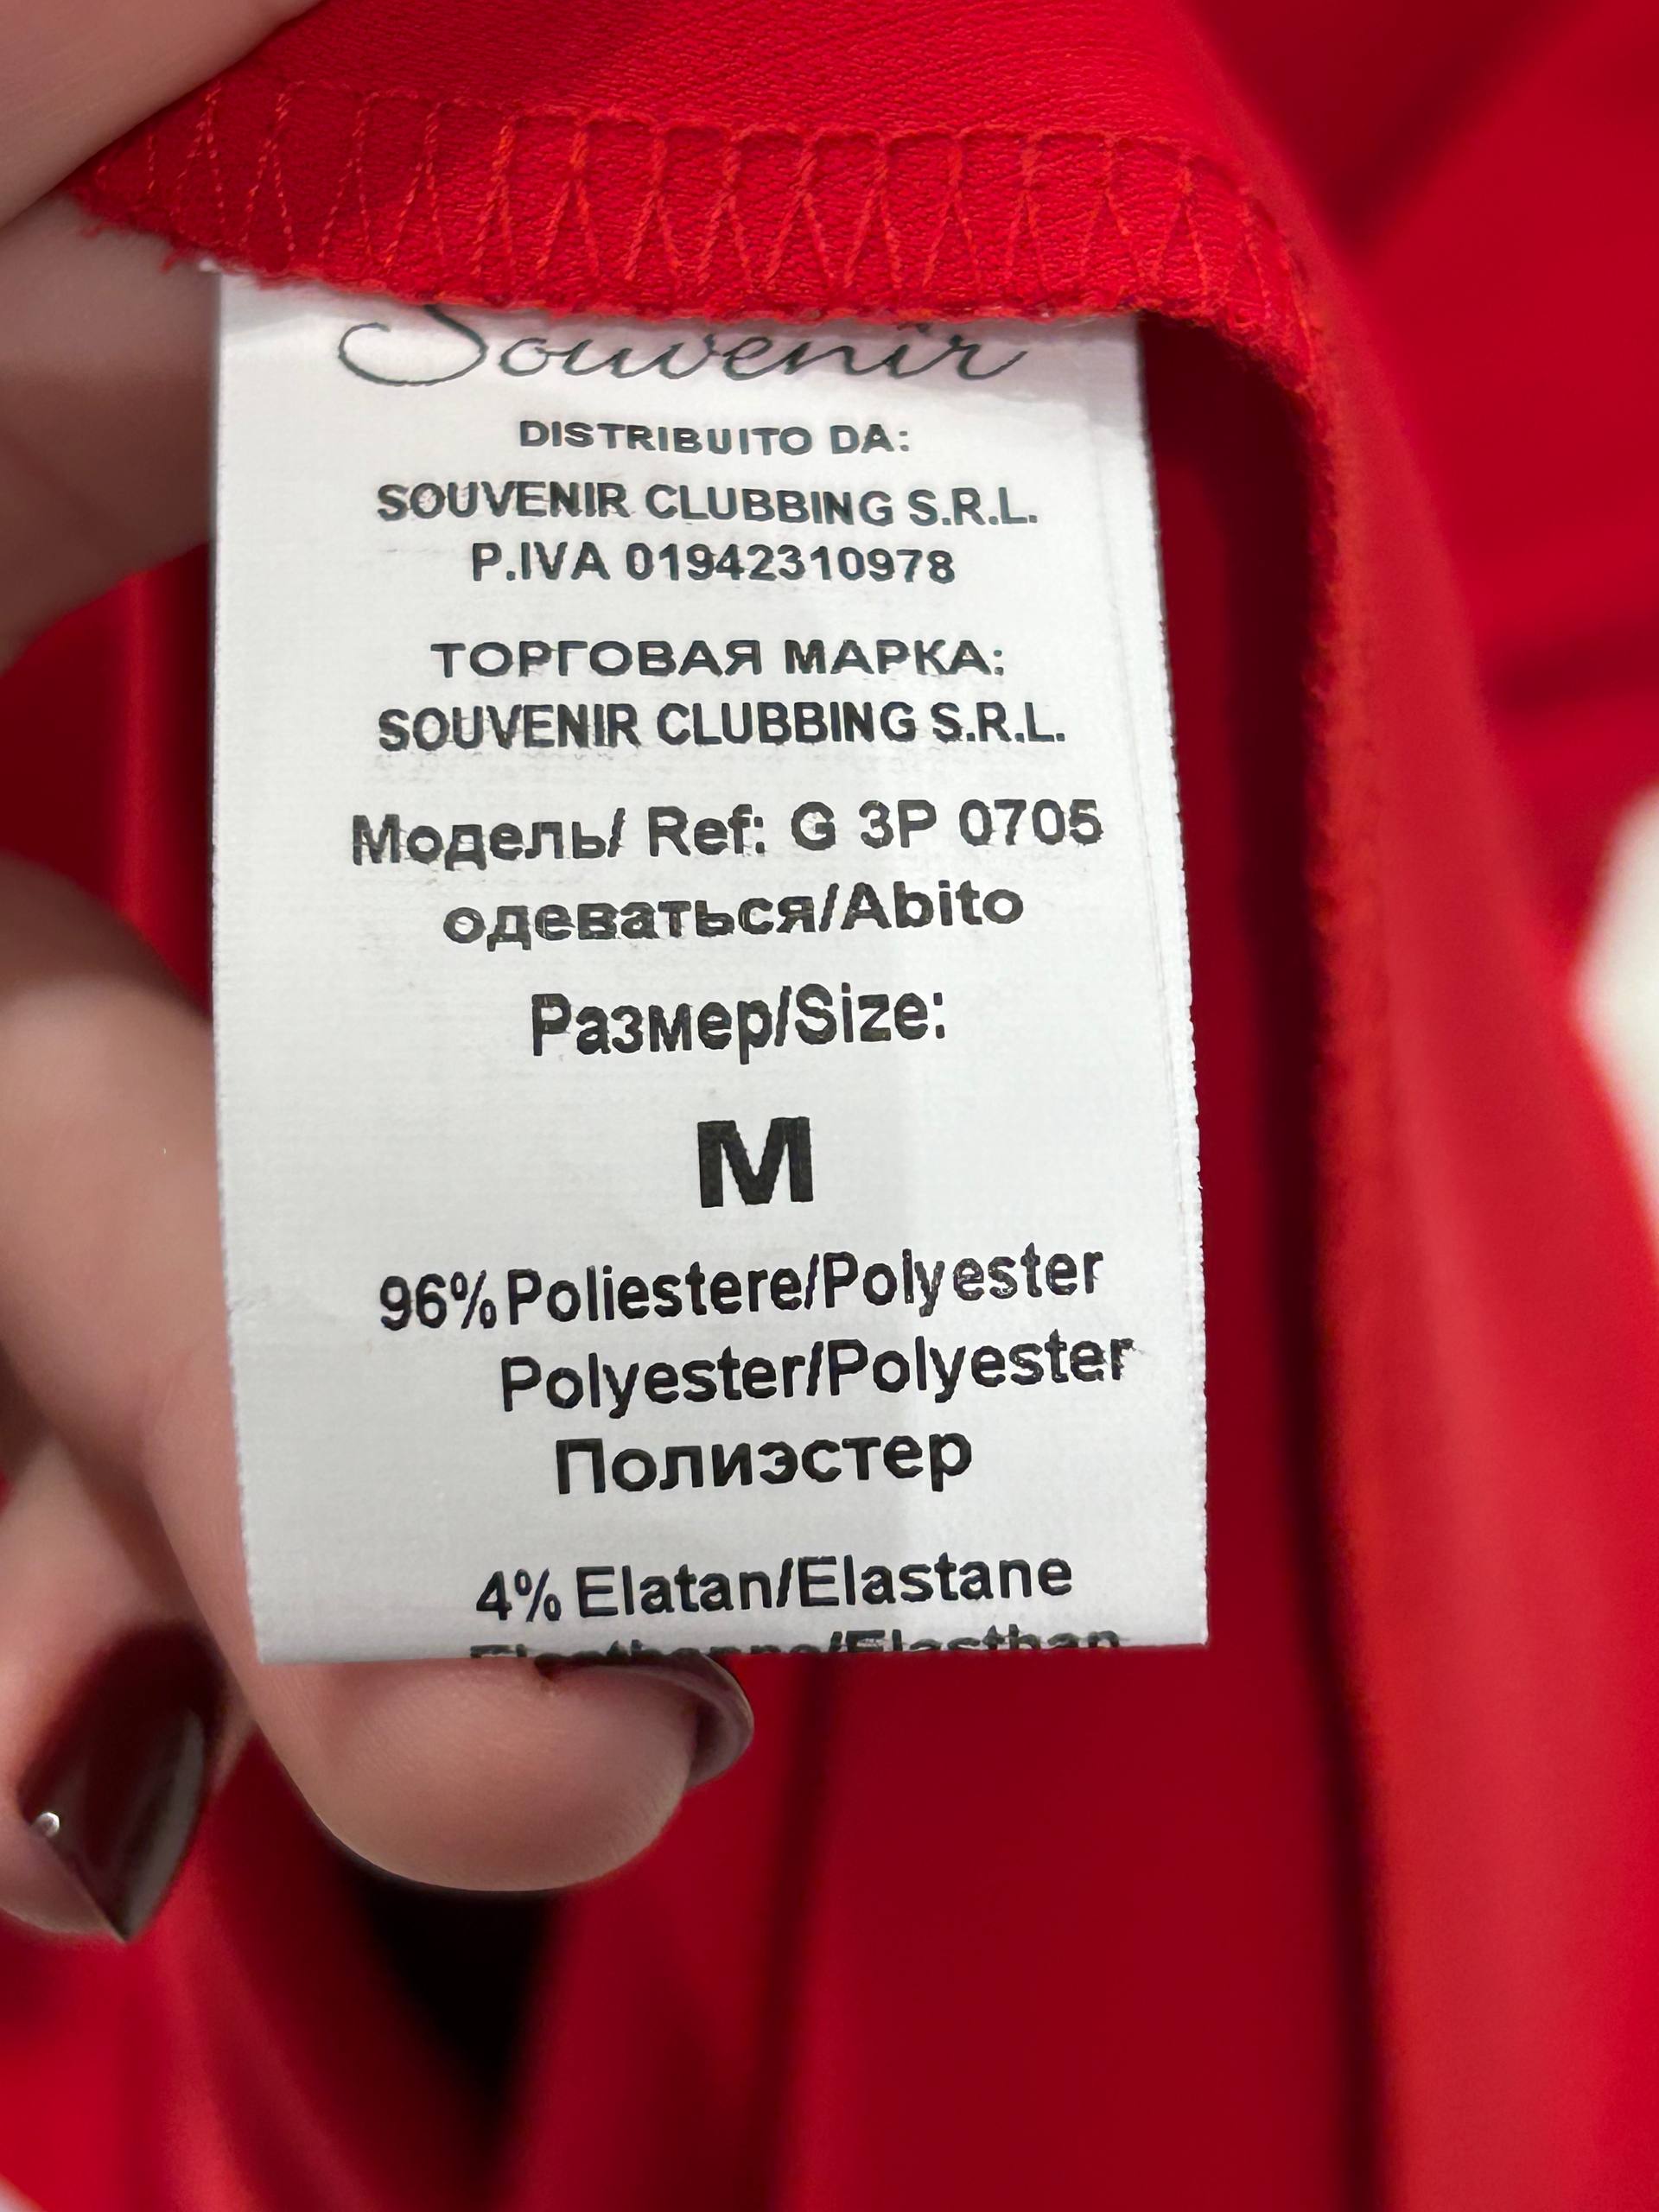 Souvenir
DISTRIBUITO DA:
SOUVENIR CLUBBING S.R.L.
P.IVA 01942310978
ТОРГОВАЯ МАРКА:
SOUVENIR CLUBBING S.R.L.
Модель/ Ref: G 3P 0705
одеваться/Abito
Размер/Size:
M
96% Poliestere/Polyester
Polyester/Polyester
Полиэстер
4% Elatan/Elastane